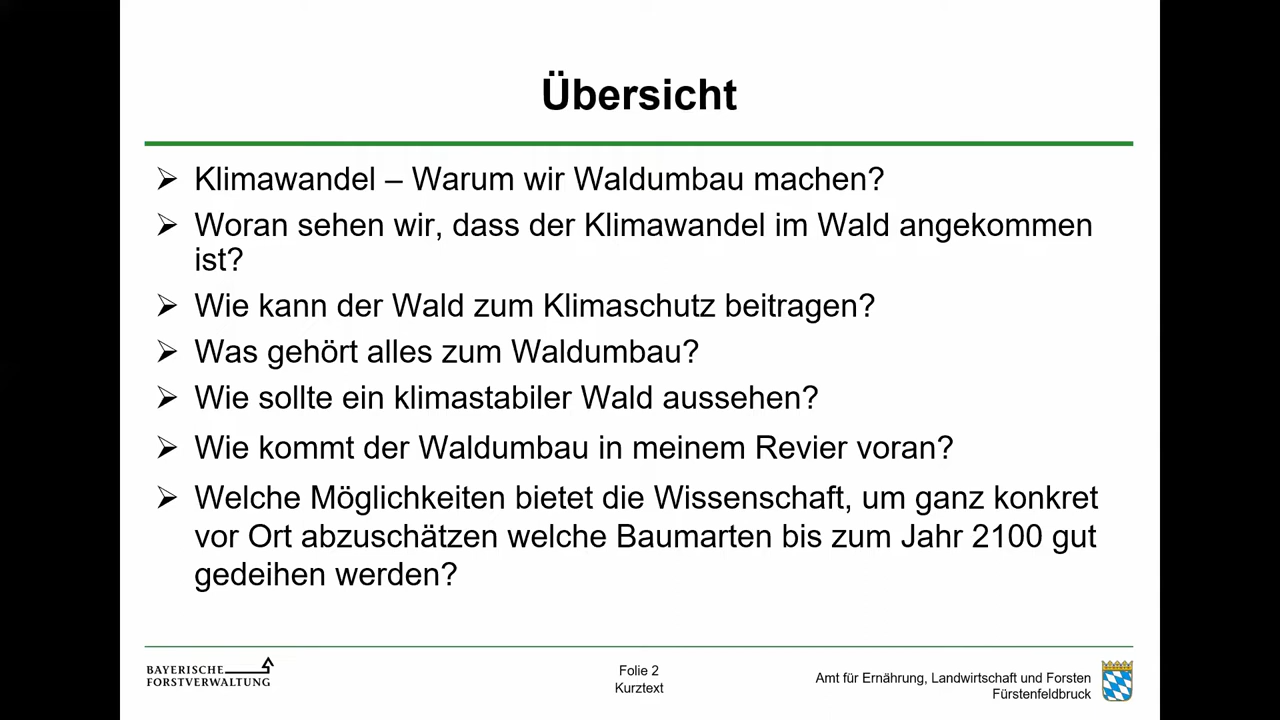 Übersicht
➢ Klimawandel – Warum wir Waldumbau machen?
➢ Woran sehen wir, dass der Klimawandel im Wald angekommen
ist?
➢ Wie kann der Wald zum Klimaschutz beitragen?
➢ Was gehört alles zum Waldumbau?
➢ Wie sollte ein klimastabiler Wald aussehen?
➢ Wie kommt der Waldumbau in meinem Revier voran?
➢ Welche Möglichkeiten bietet die Wissenschaft, um ganz konkret
vor Ort abzuschätzen welche Baumarten bis zum Jahr 2100 gut
gedeihen werden?
BAYERISCHE
FORSTVERWALTUNG
Folie 2
Kurztext
Amt für Ernährung, Landwirtschaft und Forsten
Fürstenfeldbruck